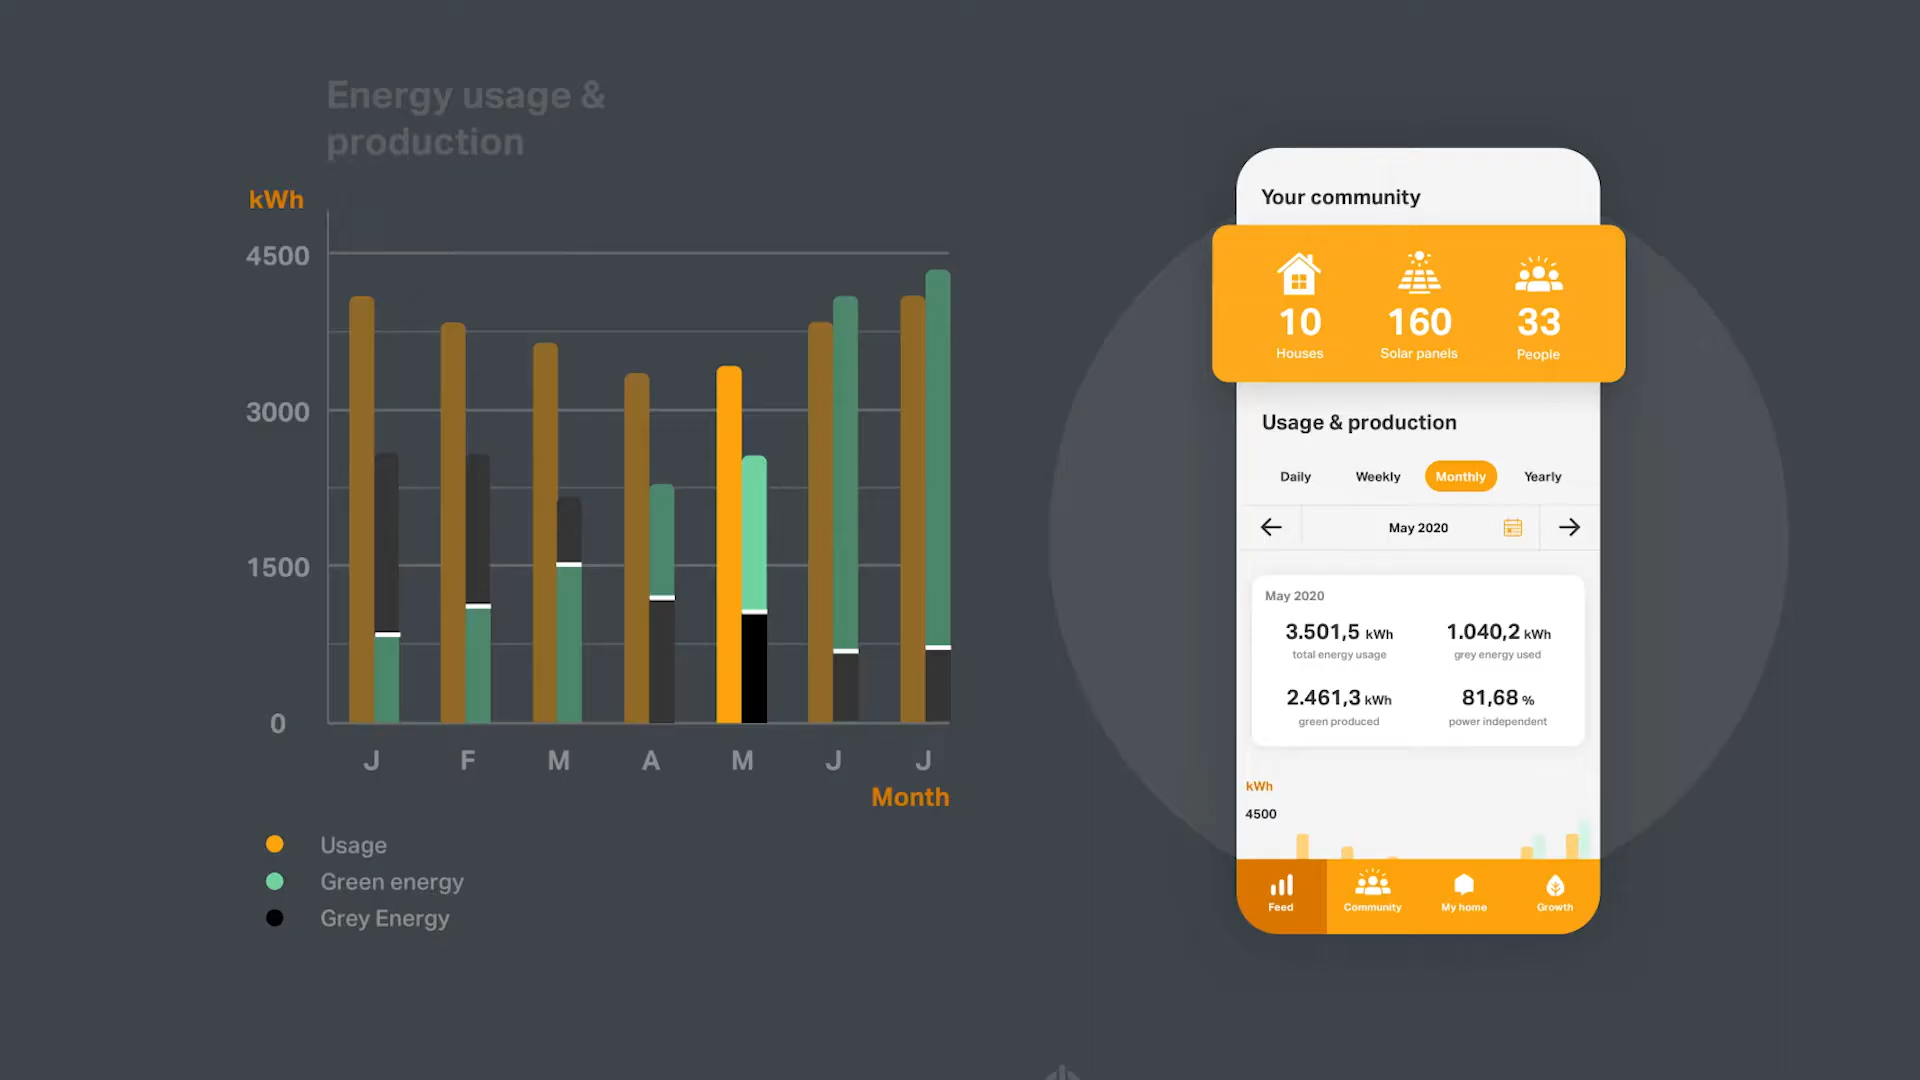 Energy usage &
production
kWh
4500
3000
1500
0
J F M A M J J
Month
Usage
Green energy
Grey Energy
Your community
10 160 33
Houses Solar panels People
Usage & production
Daily Weekly Monthly Yearly
May 2020
May 2020
3.501,5 kWh 1.040,2 kWh
total energy usage grey energy used
2.461,3 kWh 81,68 %
green produced power independent
kWh
4500
Feed Community My home Growth